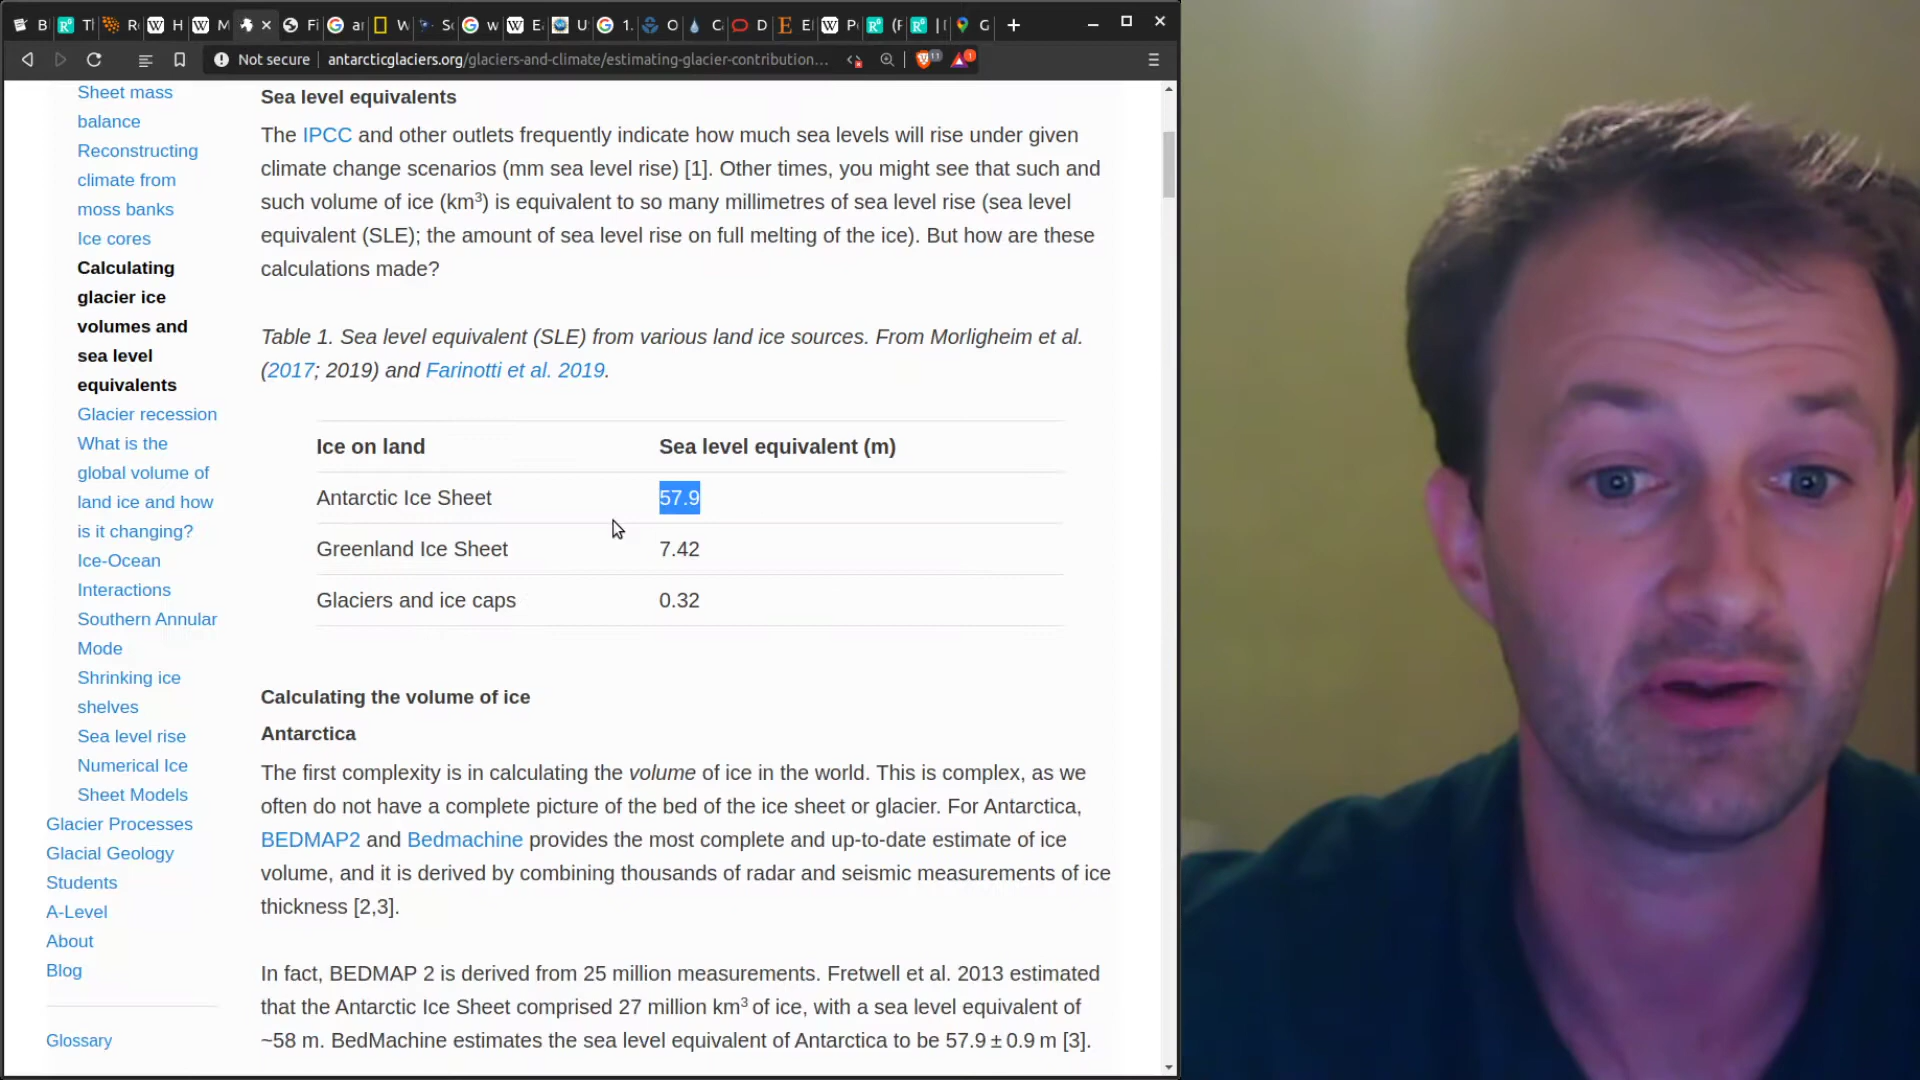 B
Tl
R
H
M
Fi
ar
W
Sc
w
E
U
1.
O
C
D
El
P
(F
| [
G
Not secure
antarcticglaciers.org/glaciers-and-climate/estimating-glacier-contribution...
11
1
Sheet mass
balance
Reconstructing
climate from
moss banks
Ice cores
Calculating
glacier ice
volumes and
sea level
equivalents
Glacier recession
What is the
global volume of
land ice and how
is it changing?
Ice-Ocean
Interactions
Southern Annular
Mode
Shrinking ice
shelves
Sea level rise
Numerical Ice
Sheet Models
Glacier Processes
Glacial Geology
Students
A-Level
About
Blog
Glossary
Sea level equivalents
The IPCC and other outlets frequently indicate how much sea levels will rise under given
climate change scenarios (mm sea level rise) [1]. Other times, you might see that such and
such volume of ice (km³) is equivalent to so many millimetres of sea level rise (sea level
equivalent (SLE); the amount of sea level rise on full melting of the ice). But how are these
calculations made?
Table 1. Sea level equivalent (SLE) from various land ice sources. From Morligheim et al.
(2017; 2019) and Farinotti et al. 2019.
Ice on land Sea level equivalent (m)
Antarctic Ice Sheet 57.9
Greenland Ice Sheet 7.42
Glaciers and ice caps 0.32
Calculating the volume of ice
Antarctica
The first complexity is in calculating the volume of ice in the world. This is complex, as we
often do not have a complete picture of the bed of the ice sheet or glacier. For Antarctica,
BEDMAP2 and Bedmachine provides the most complete and up-to-date estimate of ice
volume, and it is derived by combining thousands of radar and seismic measurements of ice
thickness [2,3].
In fact, BEDMAP 2 is derived from 25 million measurements. Fretwell et al. 2013 estimated
that the Antarctic Ice Sheet comprised 27 million km³ of ice, with a sea level equivalent of
~58 m. BedMachine estimates the sea level equivalent of Antarctica to be 57.9 ± 0.9 m [3].